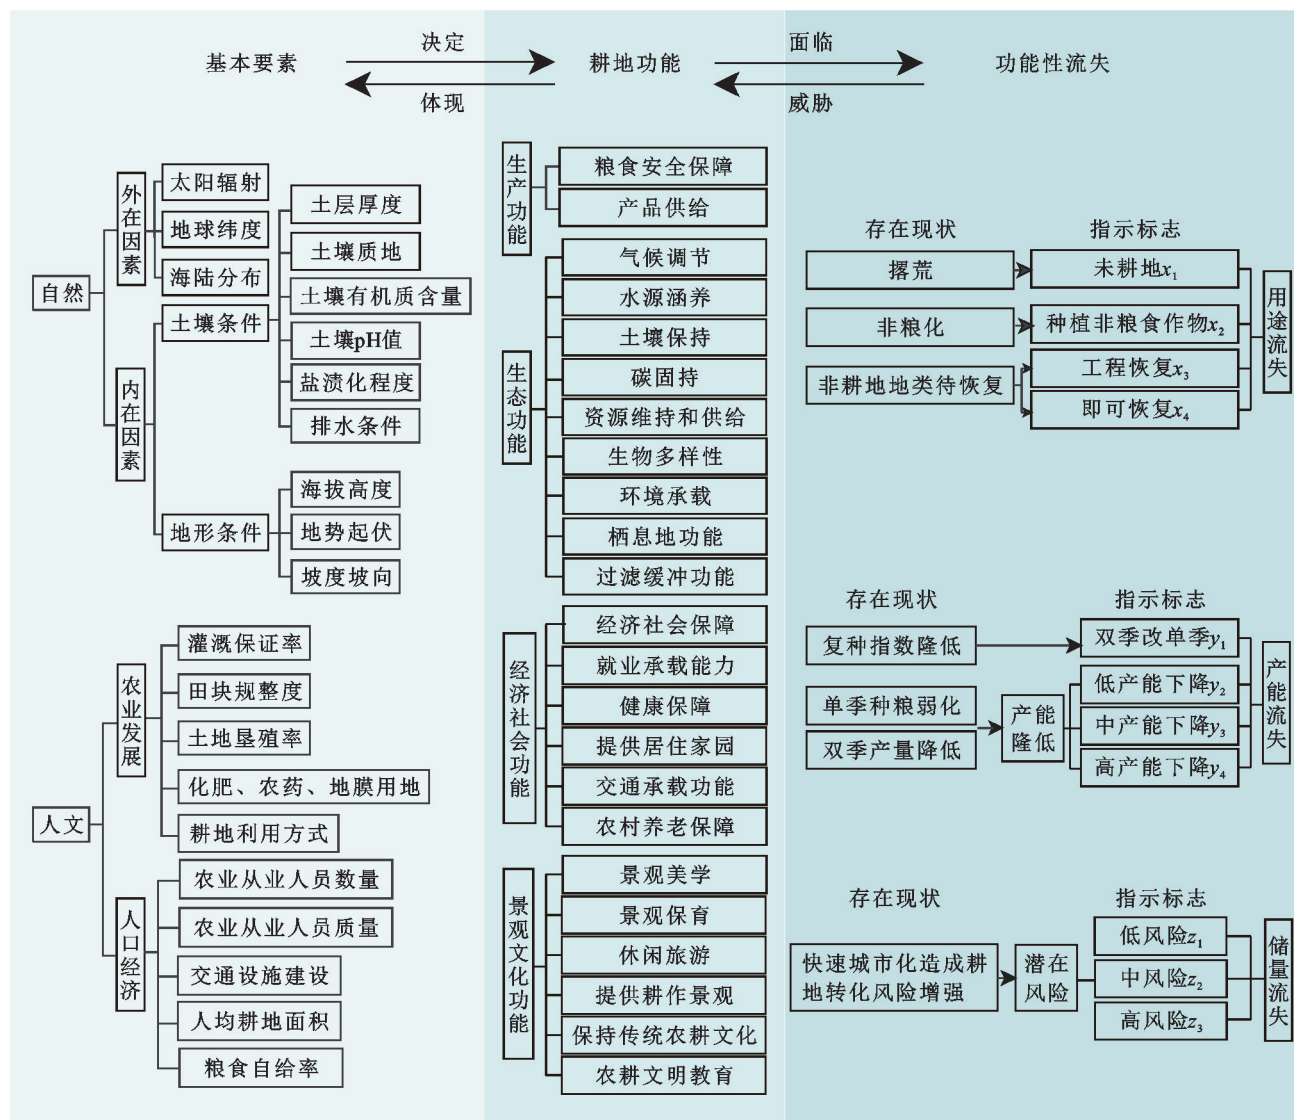 基本要素
决定
体现
耕地功能
面临
威胁
功能性流失
自然
外在因素
太阳辐射
地球纬度
海陆分布
内在因素
土壤条件
土层厚度
土壤质地
土壤有机质含量
土壤pH值
盐渍化程度
排水条件
地形条件
海拔高度
地势起伏
坡度坡向
人文
农业发展
灌溉保证率
田块规整度
土地垦殖率
化肥、农药、地膜用地
耕地利用方式
人口经济
农业从业人员数量
农业从业人员质量
交通设施建设
人均耕地面积
粮食自给率
生产功能
粮食安全保障
产品供给
生态功能
气候调节
水源涵养
土壤保持
碳固持
资源维持和供给
生物多样性
环境承载
栖息地功能
过滤缓冲功能
经济社会功能
经济社会保障
就业承载能力
健康保障
提供居住家园
交通承载功能
农村养老保障
景观文化功能
景观美学
景观保育
休闲旅游
提供耕作景观
保持传统农耕文化
农耕文明教育
存在现状
指示标志
撂荒
未耕地x₁
非粮化
种植非粮食作物x₂
非耕地地类待恢复
工程恢复x₃
即可恢复x₄
用途流失
存在现状
指示标志
复种指数降低
双季改单季y₁
单季种粮弱化
双季产量降低
产能
降低
低产能下降y₂
中产能下降y₃
高产能下降y₄
产能流失
存在现状
指示标志
快速城市化造成耕
地转化风险增强
潜在
风险
低风险z₁
中风险z₂
高风险z₃
储量流失